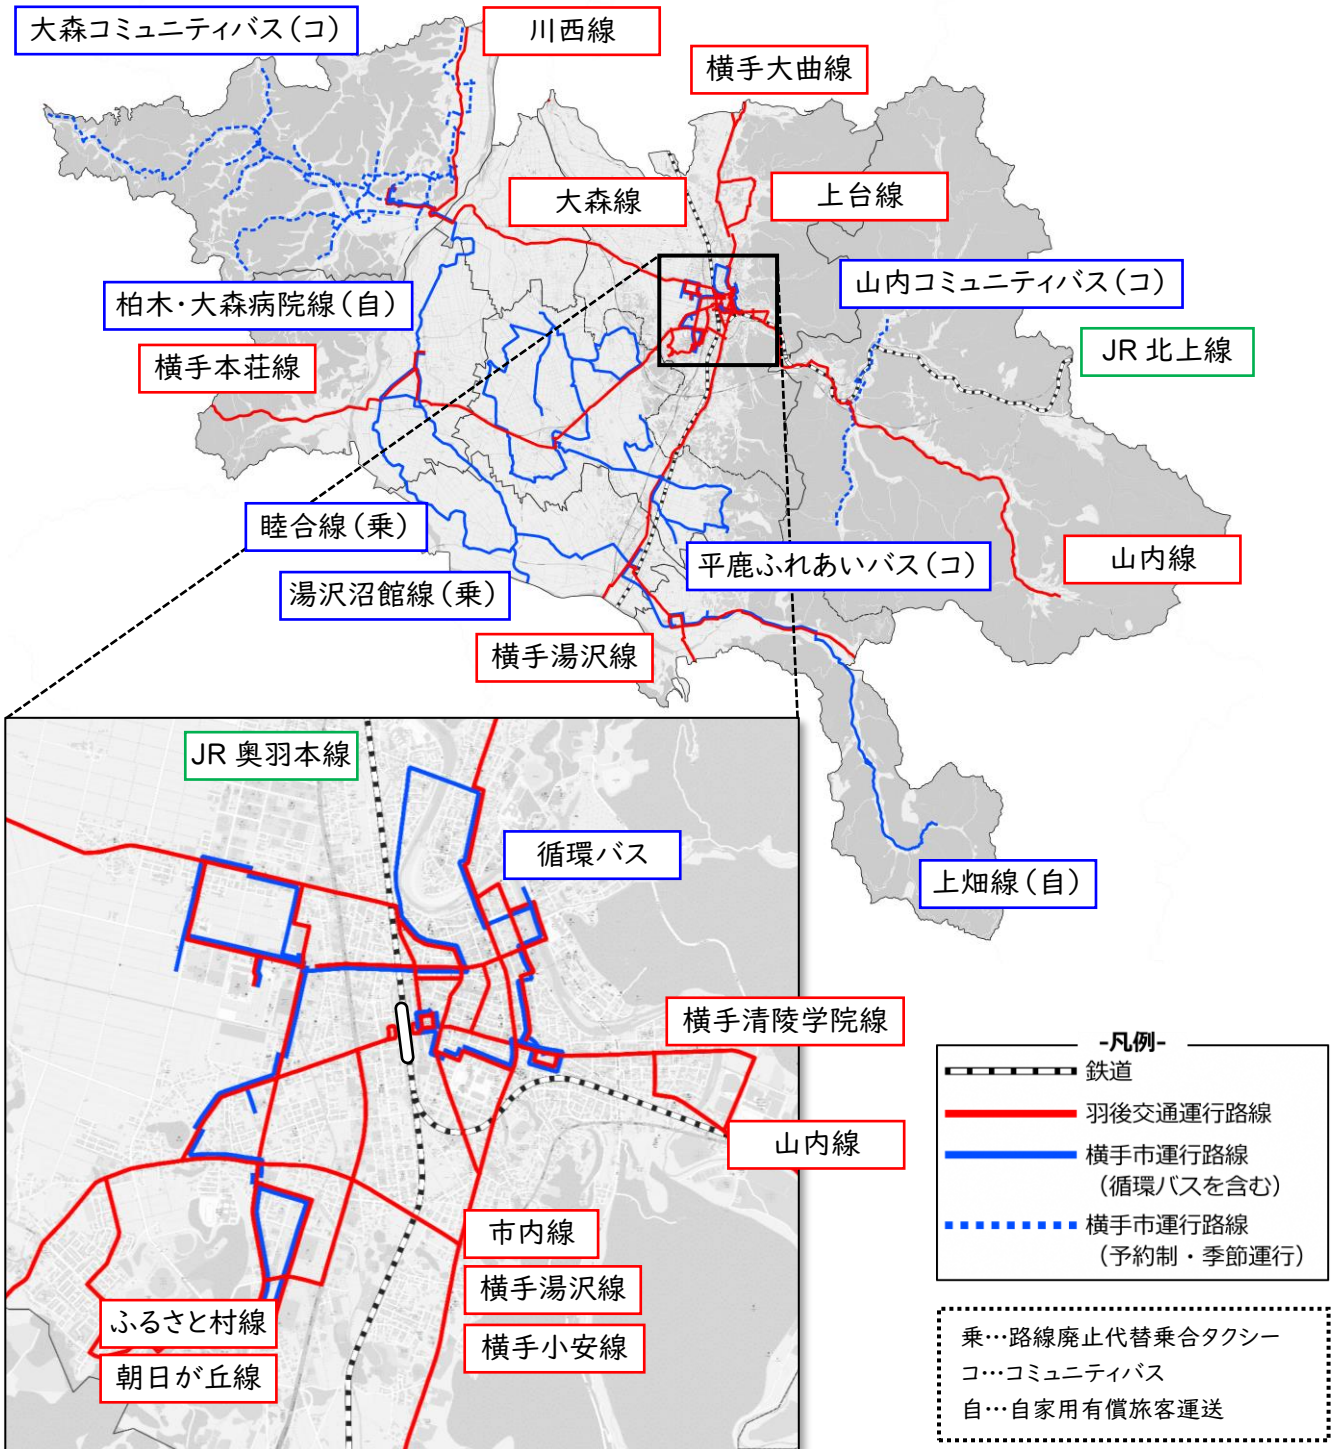 大森コミュニティバス(コ)
川西線
横手大曲線
大森線
上台線
山内コミュニティバス(コ)
柏木・大森病院線(自)
JR 北上線
横手本荘線
睦合線(乗)
平鹿ふれあいバス(コ)
山内線
湯沢沼館線(乗)
横手湯沢線
JR 奥羽本線
循環バス
上畑線(自)
横手清陵学院線
山内線
市内線
横手湯沢線
ふるさと村線
横手小安線
朝日が丘線
-凡例-
鉄道
羽後交通運行路線
横手市運行路線
(循環バスを含む)
横手市運行路線
(予約制・季節運行)
乗…路線廃止代替乗合タクシー
コ…コミュニティバス
自…自家用有償旅客運送